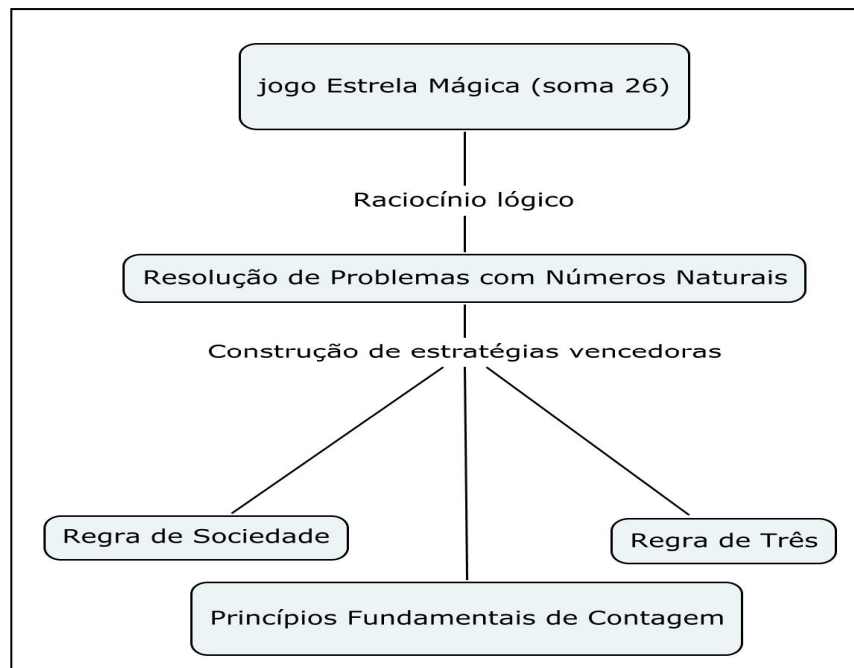 jogo Estrela Mágica (soma 26)
Raciocínio lógico
Resolução de Problemas com Números Naturais
Construção de estratégias vencedoras
Regra de Sociedade
Regra de Três
Princípios Fundamentais de Contagem